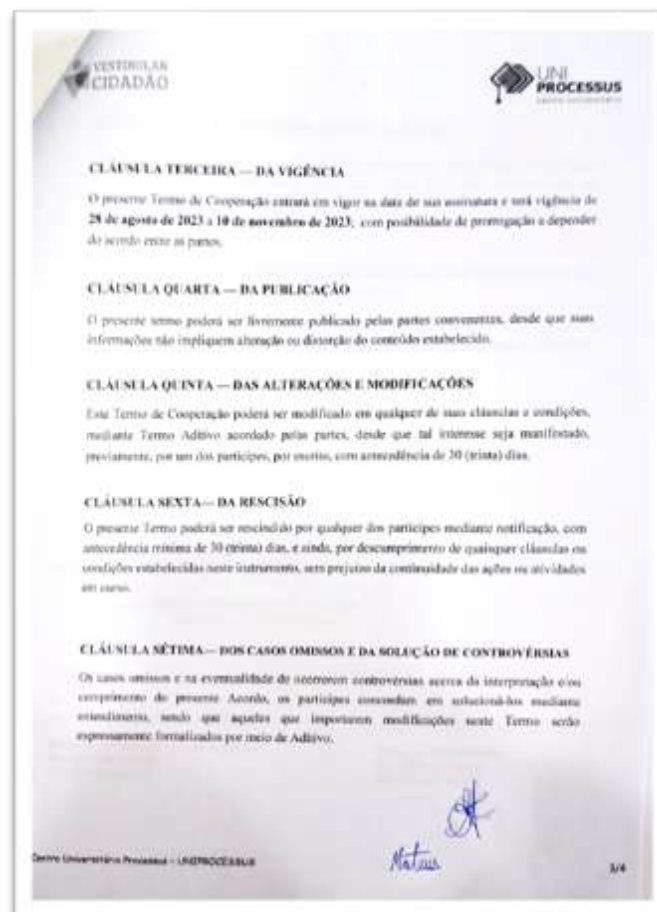 VESTIBULAR
CIDADÃO
UNI
PROCESSUS
CENTRO UNIVERSITÁRIO
CLÁUSULA TERCEIRA — DA VIGÊNCIA
O presente Termo de Cooperação entrará em vigor na data de sua assinatura e terá vigência de
28 de agosto de 2023 a 10 de novembro de 2023; com posibilidade de prorrogação a depender
do acordo entre as partes.
CLÁUSULA QUARTA — DA PUBLICAÇÃO
O presente termo poderá ser livremente publicado pelas partes convenentes, desde que suas
informações não impliquem alteração ou distorção do conteúdo estabelecido.
CLÁUSULA QUINTA — DAS ALTERAÇÕES E MODIFICAÇÕES
Este Termo de Cooperação poderá ser modificado em qualquer de suas cláusulas e condições,
mediante Termo Aditivo acordado pelas partes, desde que tal interesse seja manifestado,
previamente, por um dos partícipes, por escrito, com antecedência de 30 (trinta) dias.
CLÁUSULA SEXTA— DA RESCISÃO
O presente Termo poderá ser rescindido por qualquer dos partícipes mediante notificação, com
antecedência mínima de 30 (trinta) dias, e ainda, por descumprimento de quaisquer cláusulas ou
condições estabelecidas neste instrumento, sem prejuízo da continuidade das ações ou atividades
em curso.
CLÁUSULA SÉTIMA— DOS CASOS OMISSOS E DA SOLUÇÃO DE CONTROVÉRSIAS
Os casos omissos e na eventualidade de ocorrerem controvérsias acerca da interpretação e/ou
cumprimento do presente Acordo, os partícipes concordam em solucioná-los mediante
entendimento, sendo que aqueles que importarem modificações neste Termo serão
expressamente formalizados por meio de Aditivo.
Mateus
Centro Universitário Processus – UNIPROCESSUS
3/4